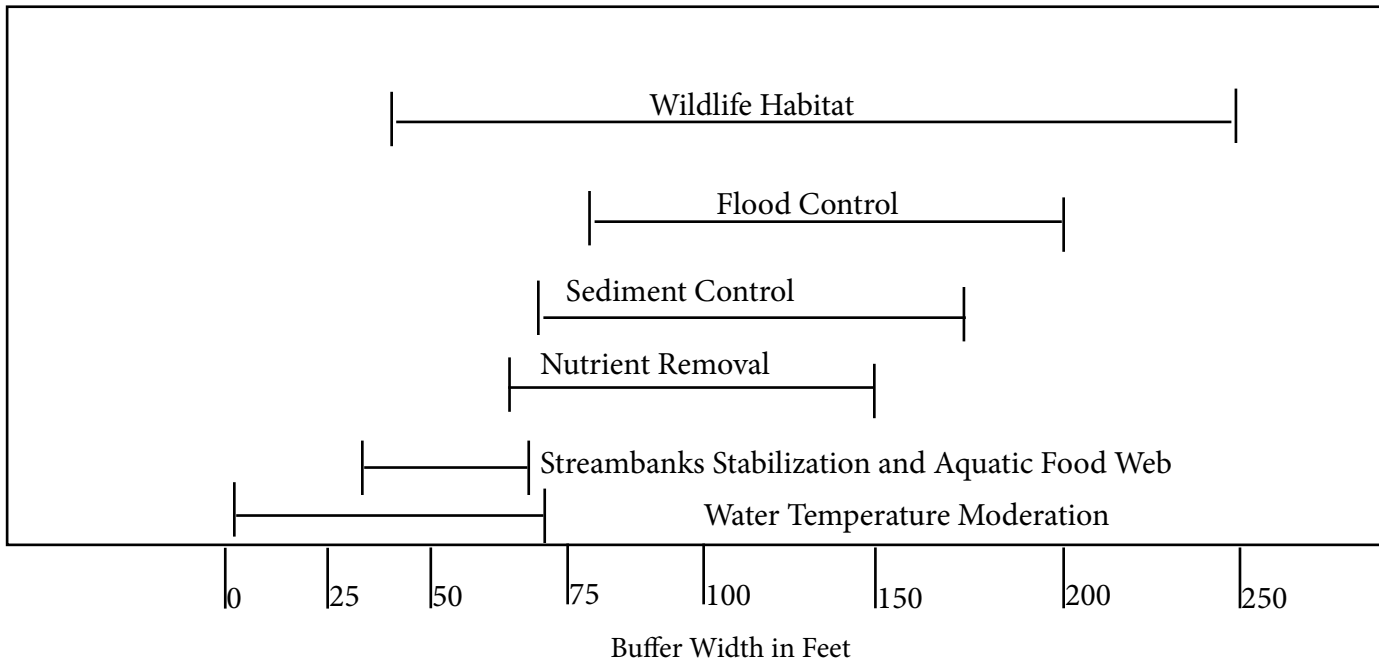 Wildlife Habitat
Flood Control
Sediment Control
Nutrient Removal
Streambanks Stabilization and Aquatic Food Web
Water Temperature Moderation
0 25 50 75 100 150 200 250
Buffer Width in Feet